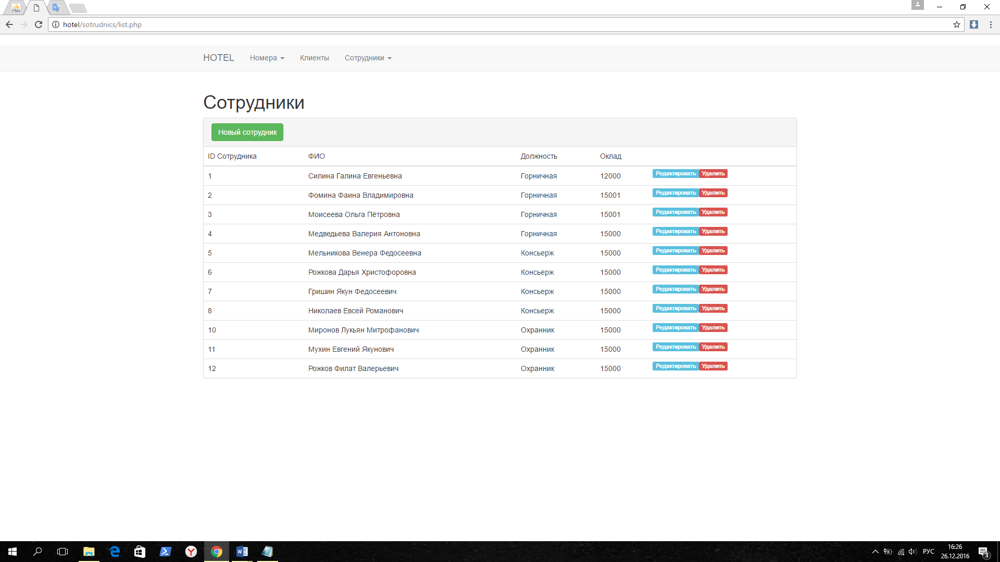 PMA
hotel/sotrudnics/list.php
HOTEL Номера Клиенты Сотрудники
Сотрудники
Новый сотрудник
ID Сотрудника ФИО Должность Оклад
1 Силина Галина Евгеньевна Горничная 12000 Редактировать Удалить
2 Фомина Фаина Владимировна Горничная 15001 Редактировать Удалить
3 Моисеева Ольга Пётровна Горничная 15001 Редактировать Удалить
4 Медведьева Валерия Антоновна Горничная 15000 Редактировать Удалить
5 Мельникова Венера Федосеевна Консьерж 15000 Редактировать Удалить
6 Рожкова Дарья Христофоровна Консьерж 15000 Редактировать Удалить
7 Гришин Якун Федосеевич Консьерж 15000 Редактировать Удалить
8 Николаев Евсей Романович Консьерж 15000 Редактировать Удалить
10 Миронов Лукьян Митрофанович Охранник 15000 Редактировать Удалить
11 Мухин Евгений Якунович Охранник 15000 Редактировать Удалить
12 Рожков Филат Валерьевич Охранник 15000 Редактировать Удалить
РУС 16:26
26.12.2016 3